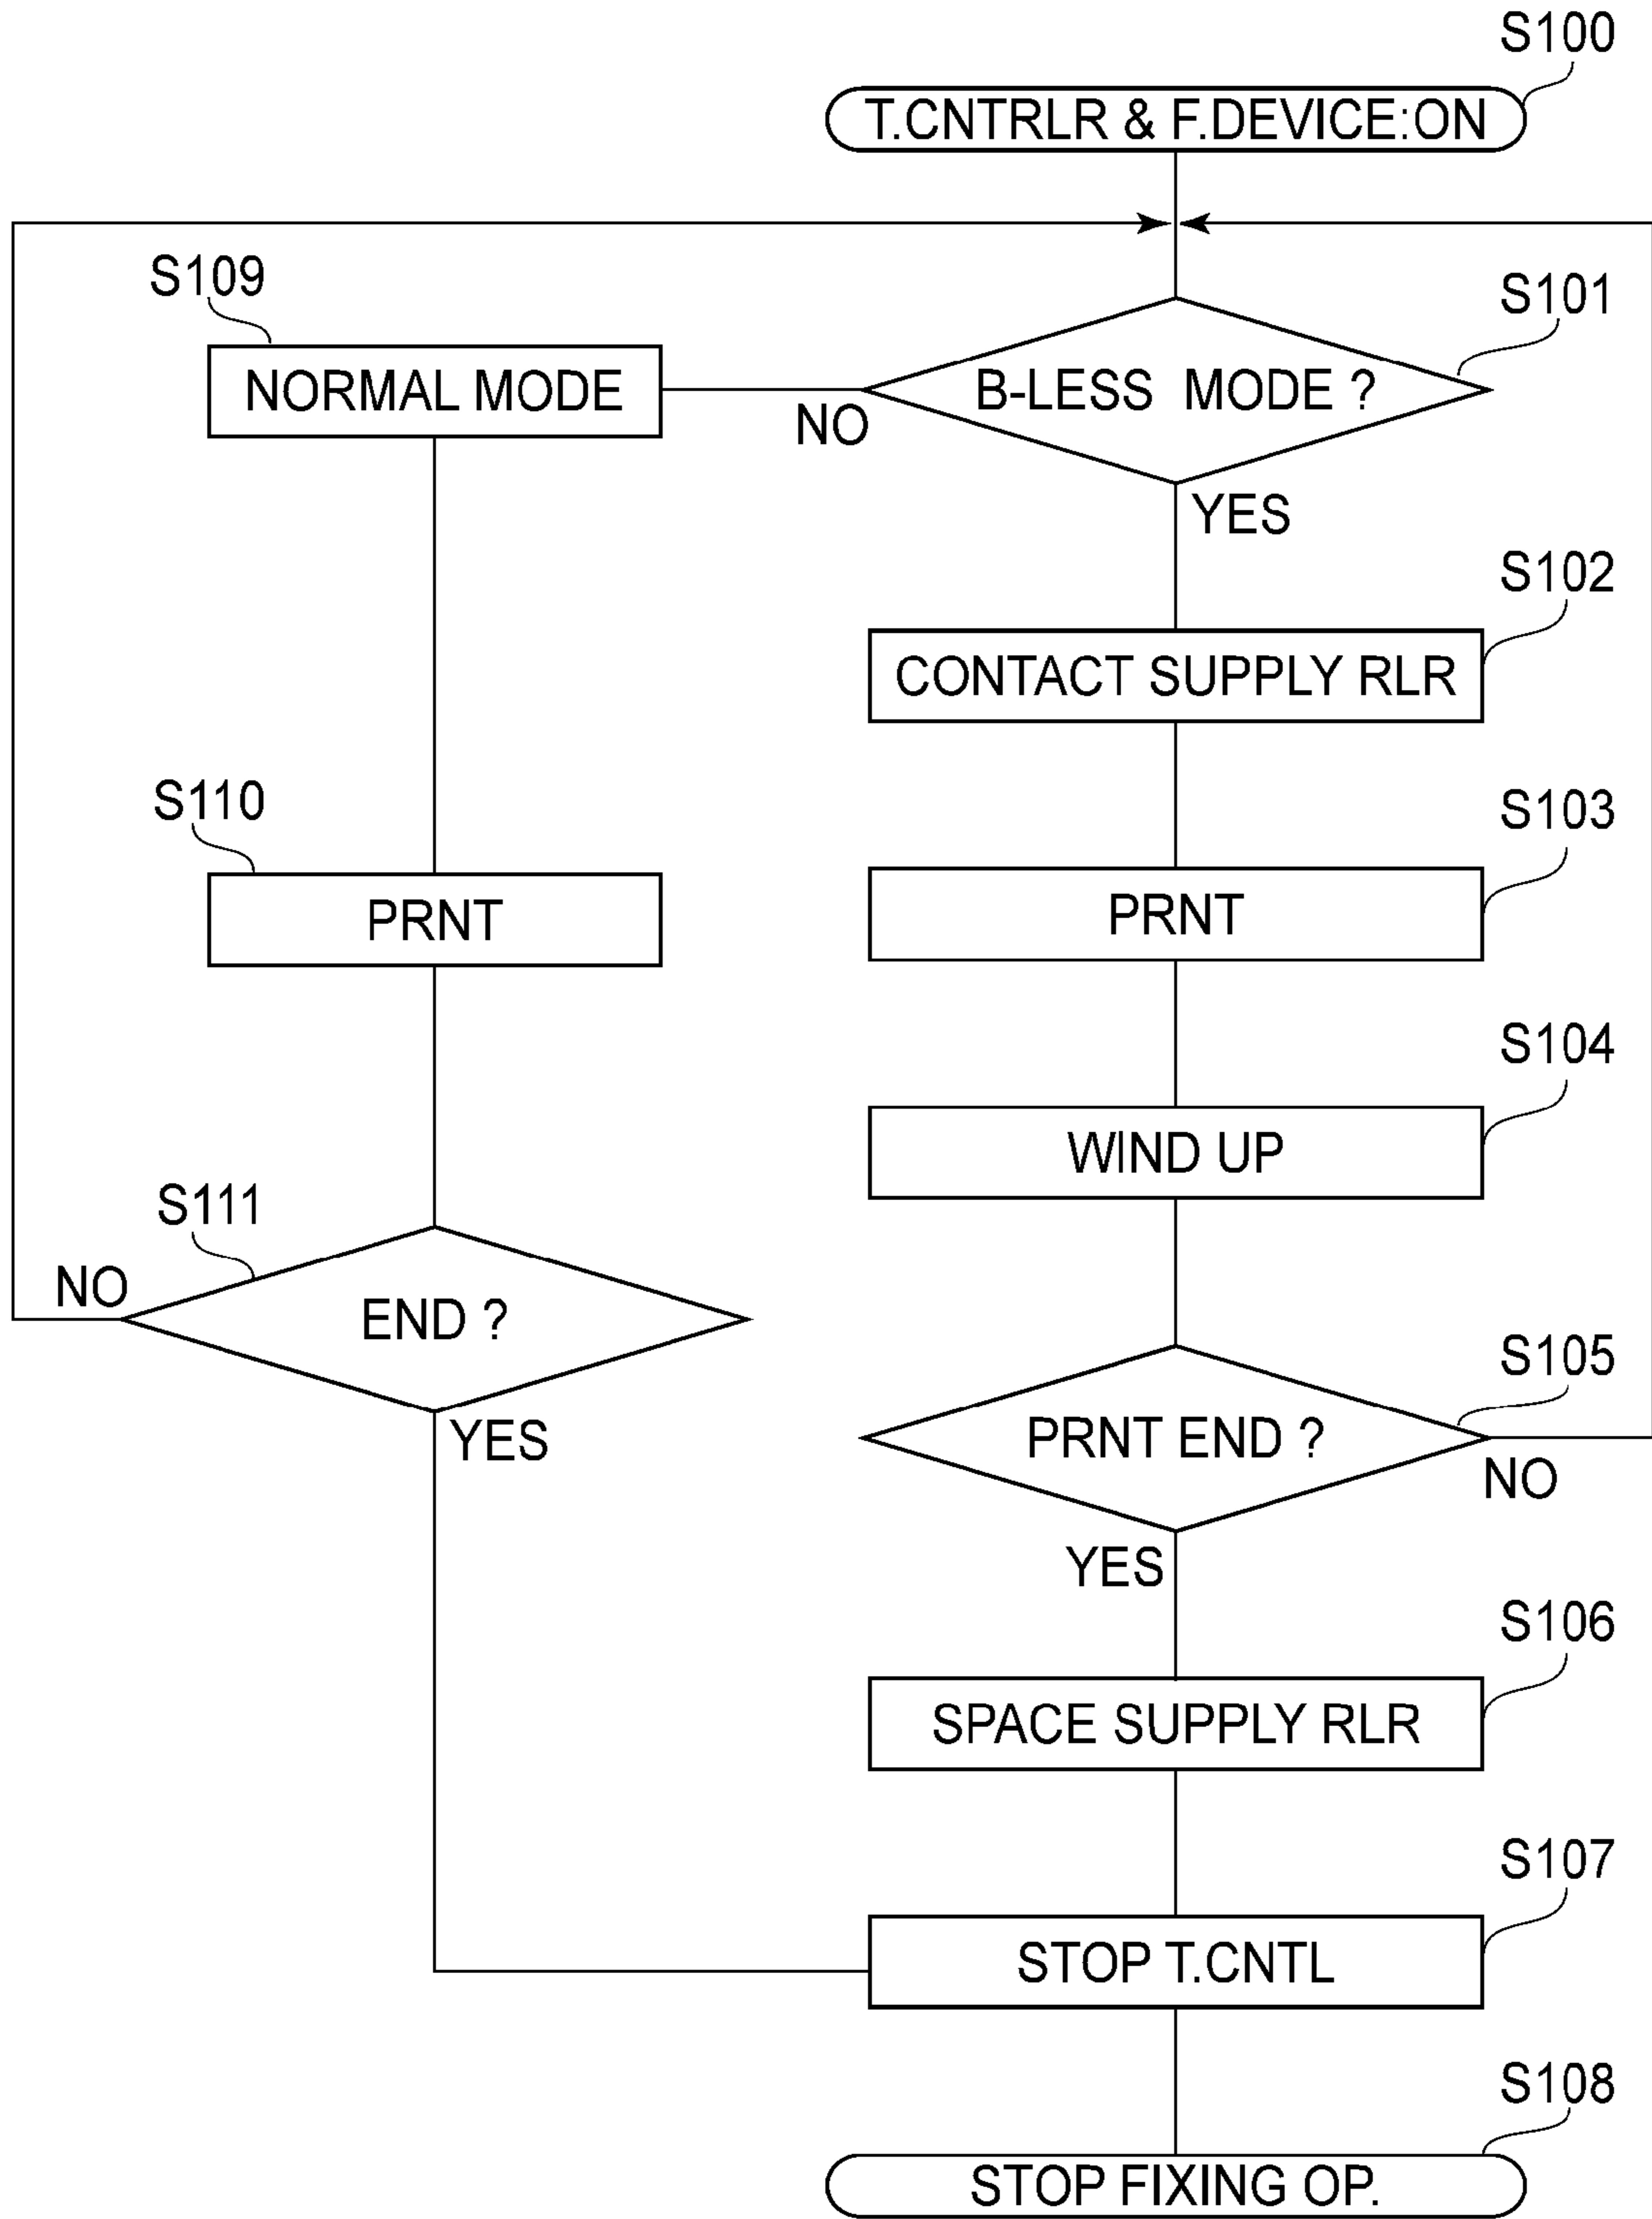 S100
T.CNTRLR & F.DEVICE:ON
S109
S101
NORMAL MODE
B-LESS MODE ?
NO
YES
S102
CONTACT SUPPLY RLR
S110
S103
PRNT
PRNT
S104
WIND UP
S111
NO
END ?
S105
YES
PRNT END ?
NO
YES
S106
SPACE SUPPLY RLR
S107
STOP T.CNTL
S108
STOP FIXING OP.